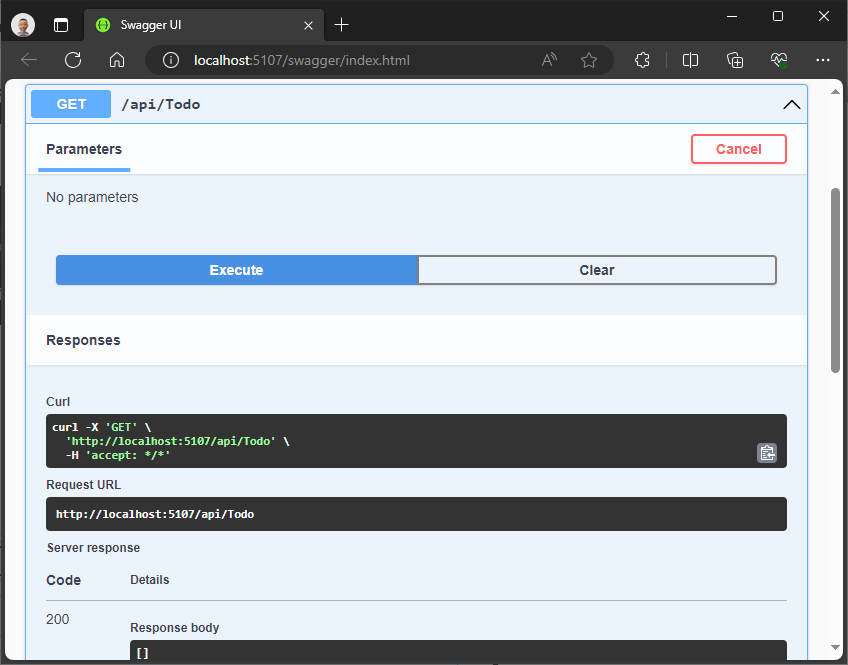 Swagger UI
localhost:5107/swagger/index.html
GET /api/Todo
Parameters
Cancel
No parameters
Execute
Clear
Responses
Curl
curl -X 'GET' \
'http://localhost:5107/api/Todo' \
-H 'accept: */*'
Request URL
http://localhost:5107/api/Todo
Server response
Code Details
200
Response body
[]